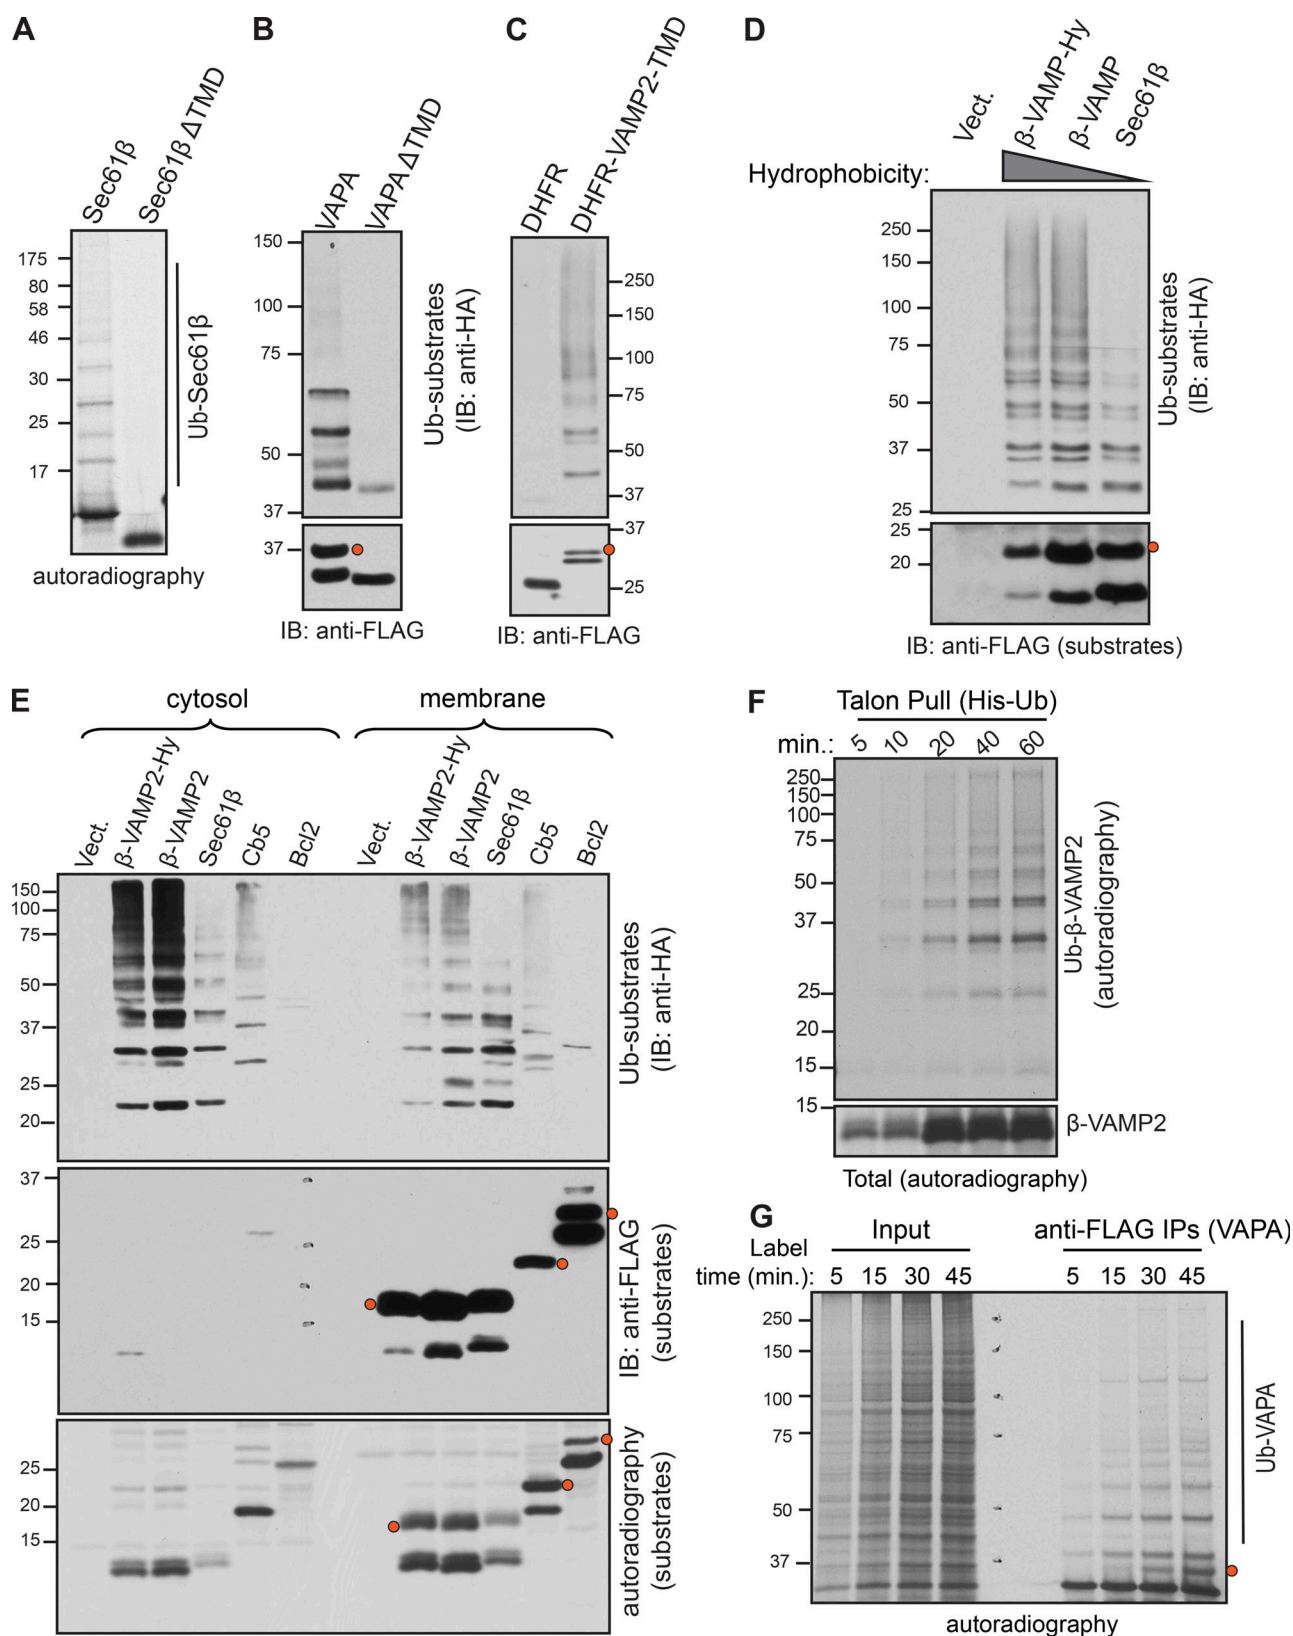 A
Sec61β
Sec61βΔTMD
175
80
58
46
30
25
17
Ub-Sec61β
autoradiography
B
VAPA
VAPAΔTMD
150
100
75
50
37
37
Ub-substrates
(IB: anti-HA)
IB: anti-FLAG
C
DHFR
DHFR-VAMP2-TMD
250
150
100
75
50
37
37
25
IB: anti-FLAG
D
Vect.
β-VAMP-Hy
β-VAMP
Sec61β
Hydrophobicity:
250
150
100
75
50
37
25
25
20
Ub-substrates
(IB: anti-HA)
IB: anti-FLAG (substrates)
E
cytosol
membrane
Vect.
β-VAMP2-Hy
β-VAMP2
Sec61β
Cb5
Bcl2
Vect.
β-VAMP2-Hy
β-VAMP2
Sec61β
Cb5
Bcl2
150
100
75
50
37
25
20
Ub-substrates
(IB: anti-HA)
37
25
20
15
IB: anti-FLAG
(substrates)
25
20
15
autoradiography
(substrates)
F
Talon Pull (His-Ub)
min.: 5 10 20 40 60
250
150
100
75
50
37
25
20
15
15
Ub-β-VAMP2
(autoradiography)
β-VAMP2
Total (autoradiography)
G
Input
anti-FLAG IPs (VAPA)
Label
time (min.): 5 15 30 45 5 15 30 45
250
150
100
75
50
37
Ub-VAPA
autoradiography